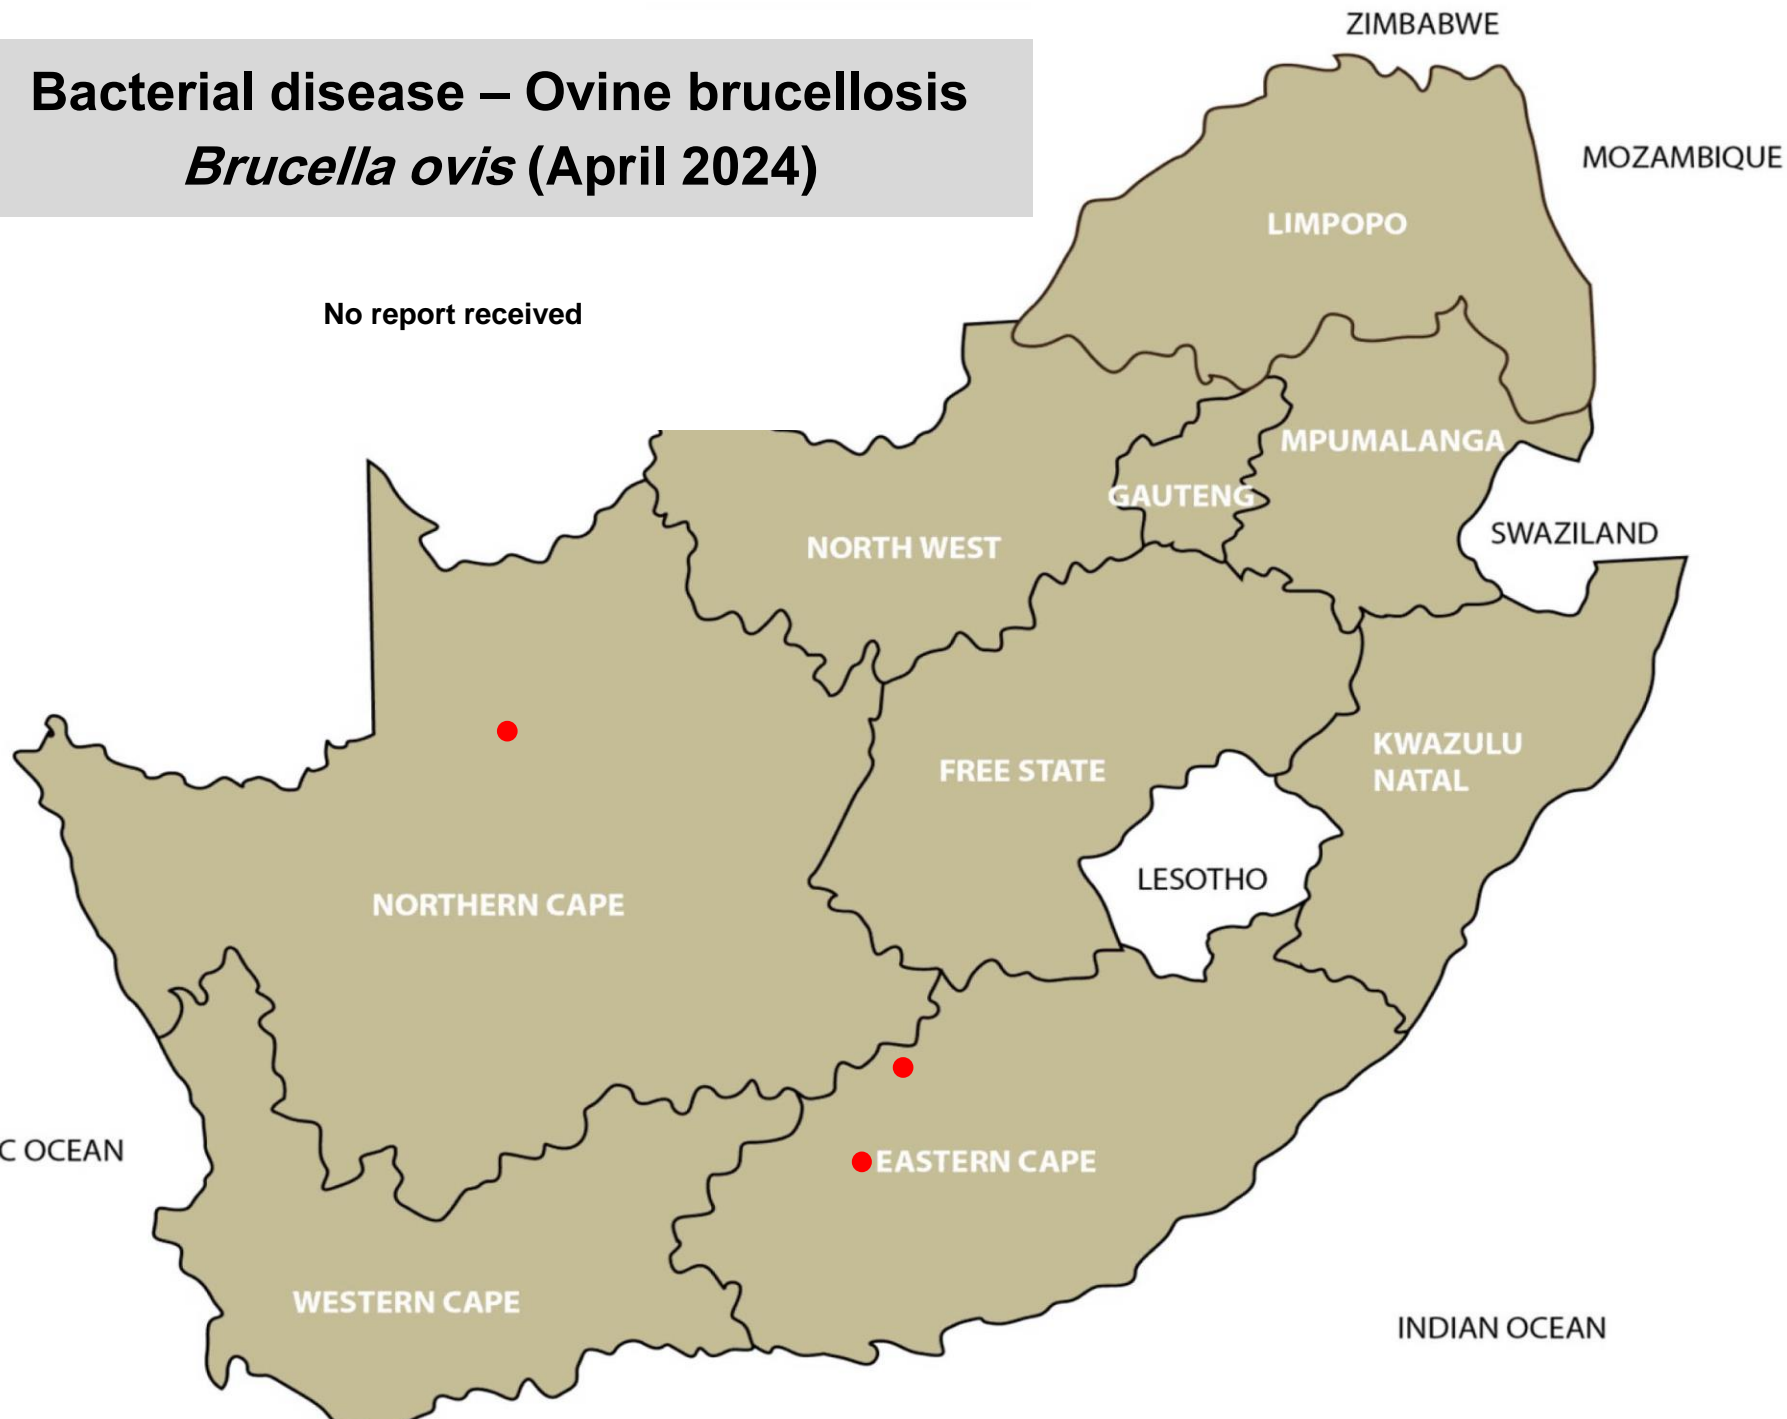 ZIMBABWE
Bacterial disease – Ovine brucellosis
Brucella ovis (April 2024)
MOZAMBIQUE
LIMPOPO
No report received
MPUMALANGA
GAUTENG
SWAZILAND
NORTH WEST
KWAZULU
NATAL
FREE STATE
LESOTHO
NORTHERN CAPE
C OCEAN
EASTERN CAPE
WESTERN CAPE
INDIAN OCEAN